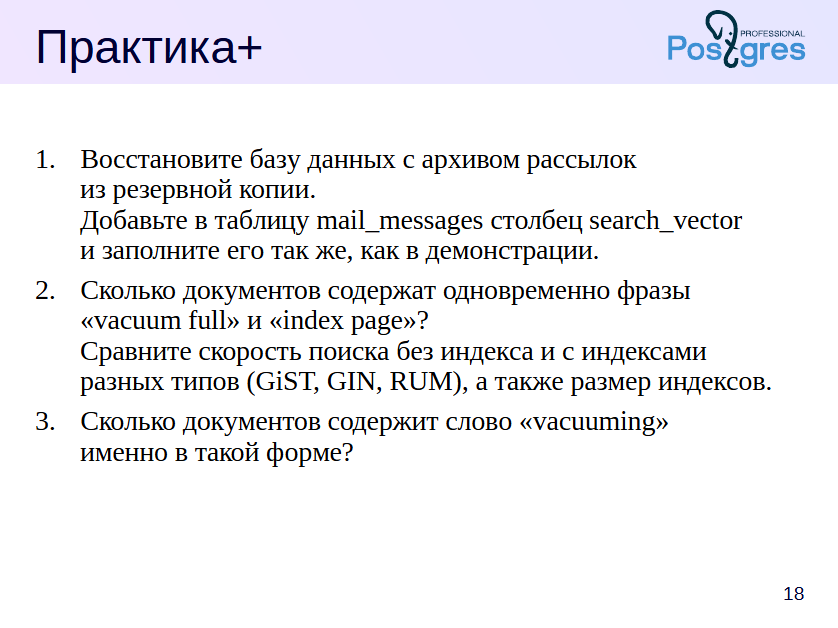 Практика+
PROFESSIONAL
Postgres
1. Восстановите базу данных с архивом рассылок
из резервной копии.
Добавьте в таблицу mail_messages столбец search_vector
и заполните его так же, как в демонстрации.
2. Сколько документов содержат одновременно фразы
«vacuum full» и «index page»?
Сравните скорость поиска без индекса и с индексами
разных типов (GiST, GIN, RUM), а также размер индексов.
3. Сколько документов содержит слово «vacuuming»
именно в такой форме?
18